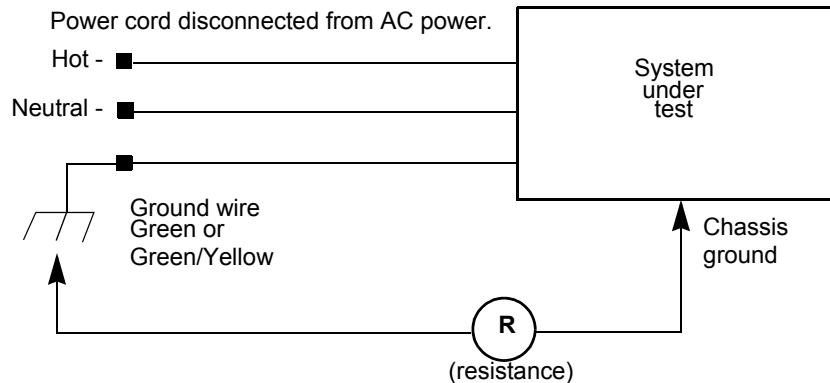 Power cord disconnected from AC power.
Hot -
Neutral -
System
under
test
Ground wire
Green or
Green/Yellow
Chassis
ground
R
(resistance)